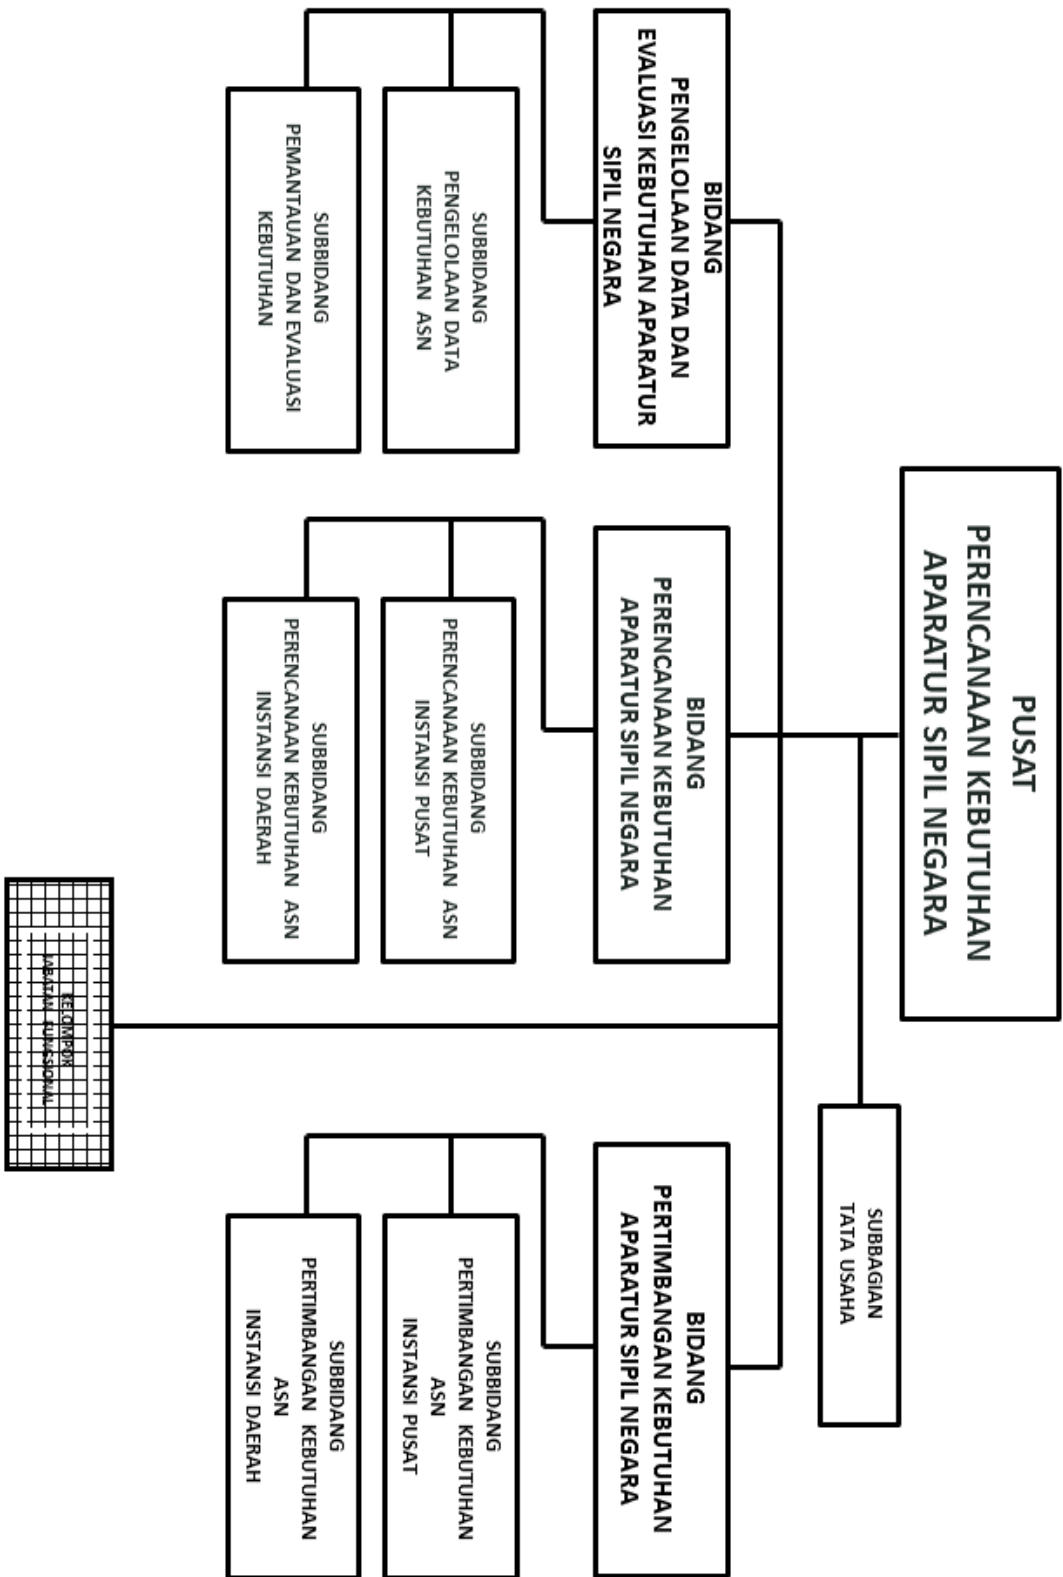 PUSAT
PERENCANAAN KEBUTUHAN
APARATUR SIPIL NEGARA
SUBBAGIAN
TATA USAHA
BIDANG
PENGELOLAAN DATA DAN
EVALUASI KEBUTUHAN APARATUR
SIPIL NEGARA
BIDANG
PERENCANAAN KEBUTUHAN
APARATUR SIPIL NEGARA
BIDANG
PERTIMBANGAN KEBUTUHAN
APARATUR SIPIL NEGARA
SUBBIDANG
PENGELOLAAN DATA
KEBUTUHAN ASN
SUBBIDANG
PERENCANAAN KEBUTUHAN ASN
INSTANSI PUSAT
SUBBIDANG
PERTIMBANGAN KEBUTUHAN
ASN
INSTANSI PUSAT
SUBBIDANG
PEMANTAUAN DAN EVALUASI
KEBUTUHAN
SUBBIDANG
PERENCANAAN KEBUTUHAN ASN
INSTANSI DAERAH
SUBBIDANG
PERTIMBANGAN KEBUTUHAN
ASN
INSTANSI DAERAH
KELOMPOK
JABATAN FUNGSIONAL